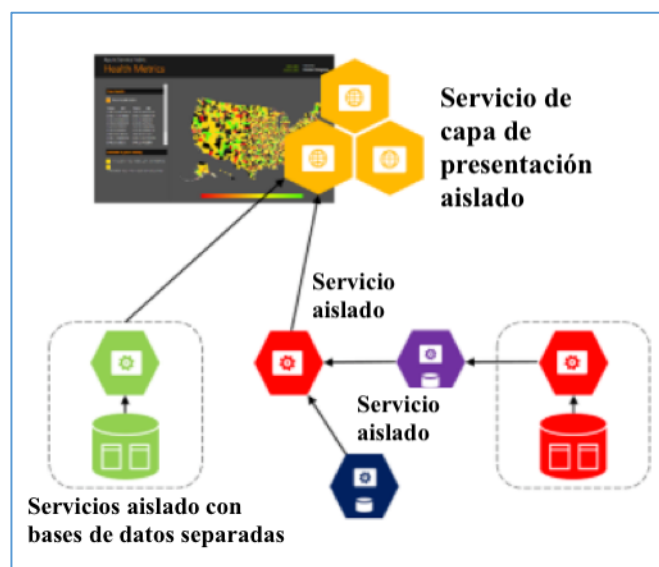 Health Metrics
Servicio de
capa de
presentación
aislado
Servicio
aislado
Servicio
aislado
Servicios aislado con
bases de datos separadas